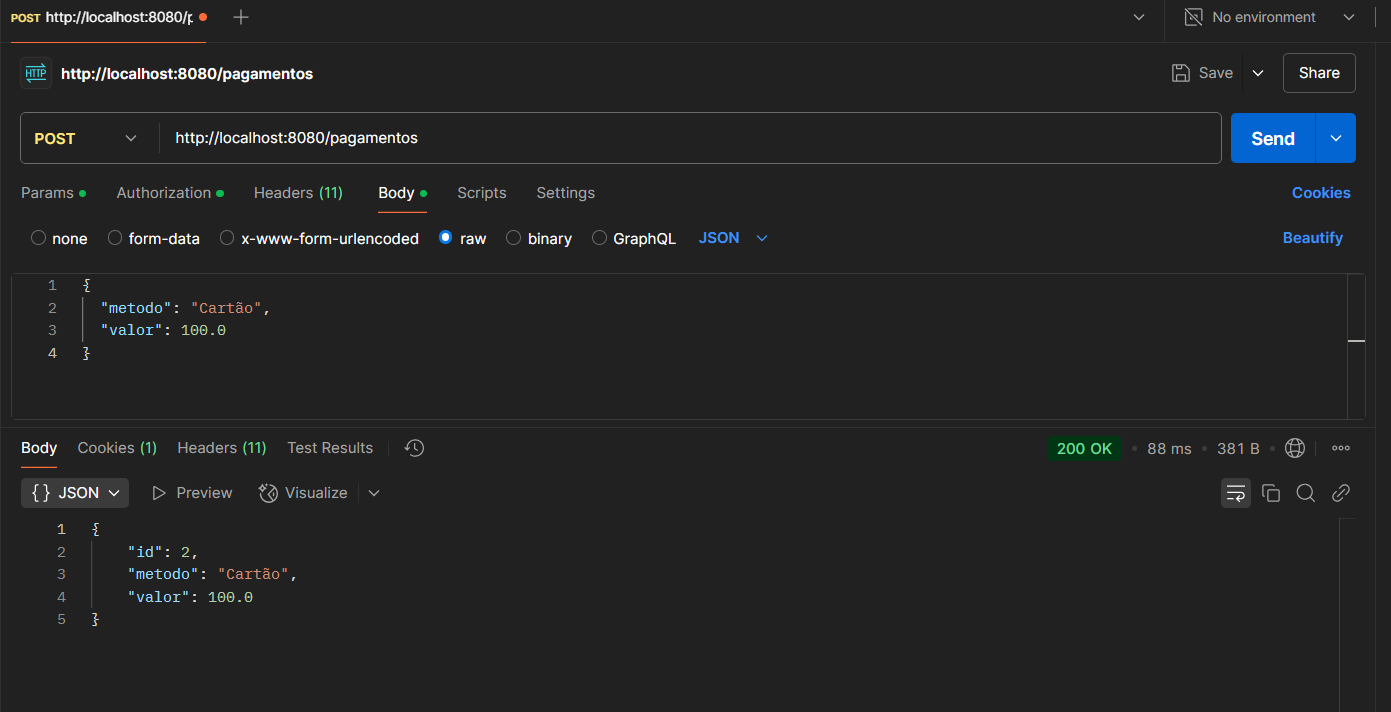 POST http://localhost:8080/p
No environment
HTTP http://localhost:8080/pagamentos
Save
Share
POST http://localhost:8080/pagamentos
Send
Params Authorization Headers (11) Body Scripts Settings Cookies
none form-data x-www-form-urlencoded raw binary GraphQL JSON Beautify
1 {
2 "metodo": "Cartão",
3 "valor": 100.0
4 }
Body Cookies (1) Headers (11) Test Results 200 OK • 88 ms • 381 B •
{} JSON Preview Visualize
1 {
2 "id": 2,
3 "metodo": "Cartão",
4 "valor": 100.0
5 }